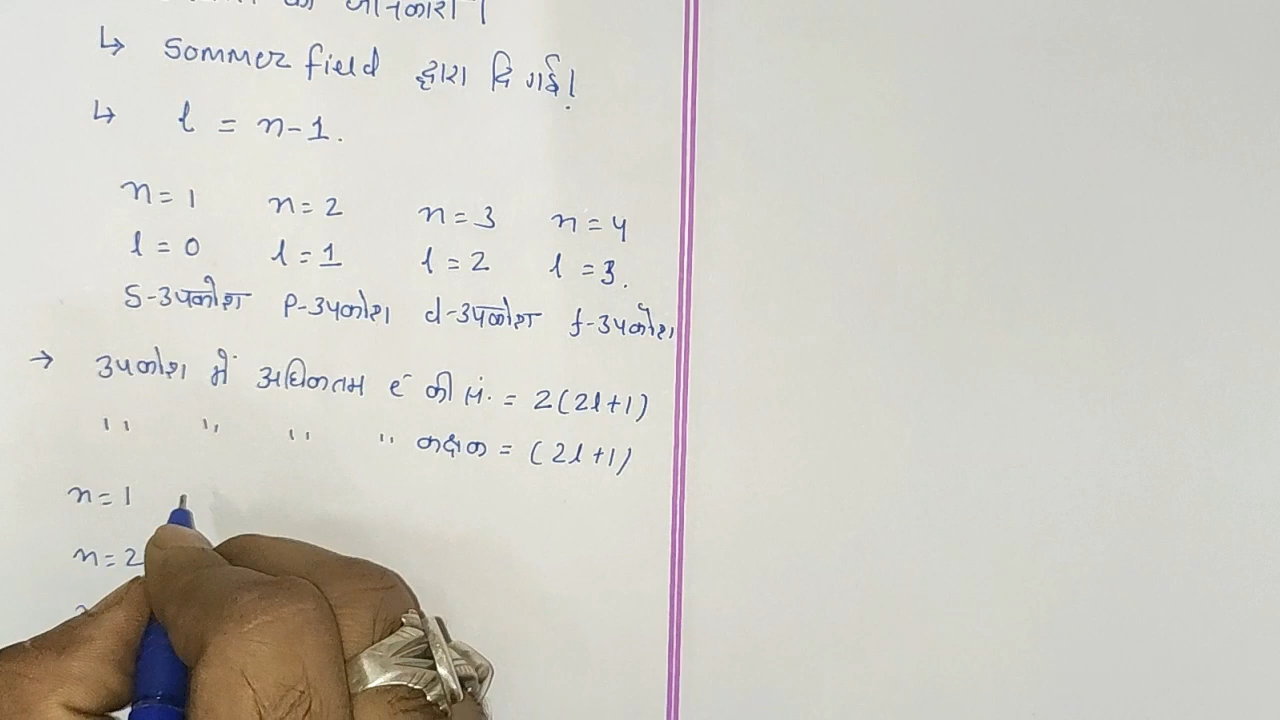 की जानकारी।
↳ Sommer field द्वारा दि गई!
↳ l = n-1.
n=1 n=2 n=3 n=4
l=0 l=1 l=2 l=3.
S-उपकोश P-उपकोश d-उपकोश f-उपकोश
→ उपकोश में अधिकतम e⁻ की सं. = 2(2l+1)
" " " " कक्षक = (2l+1)
n=1
n=2